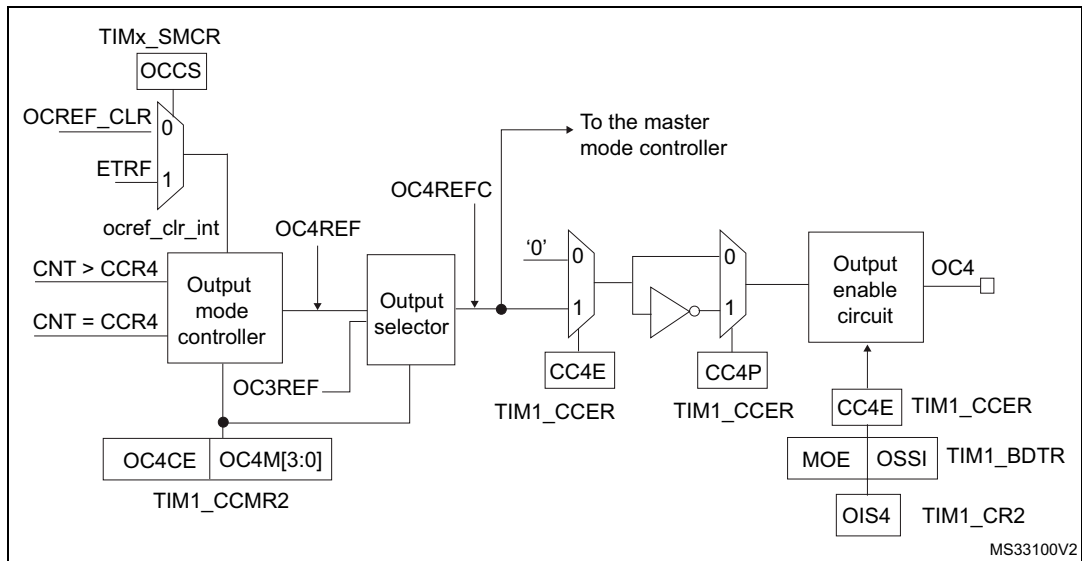 TIMx_SMCR
OCCS
OCREF_CLR
0
ETRF
1
ocref_clr_int
To the master
mode controller
OC4REFC
OC4REF
CNT > CCR4
CNT = CCR4
Output
mode
controller
Output
selector
OC3REF
'0'
0
1
0
1
Output
enable
circuit
OC4
CC4E
TIM1_CCER
CC4P
TIM1_CCER
CC4E
TIM1_CCER
MOE
OSSI
TIM1_BDTR
OIS4
TIM1_CR2
OC4CE
OC4M[3:0]
TIM1_CCMR2
MS33100V2